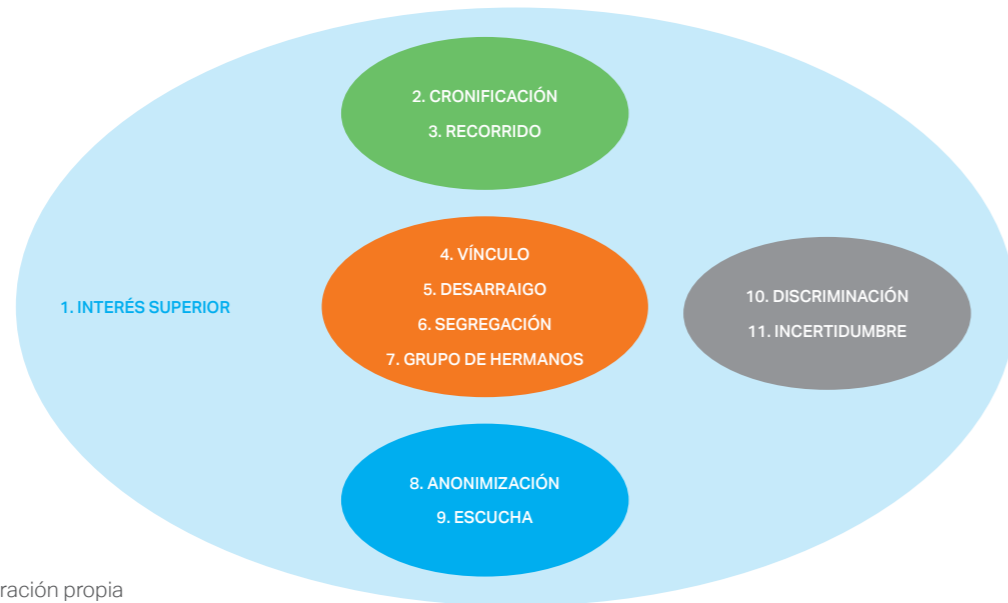 2. CRONIFICACIÓN
3. RECORRIDO
1. INTERÉS SUPERIOR
4. VÍNCULO
5. DESARRAIGO
6. SEGREGACIÓN
7. GRUPO DE HERMANOS
10. DISCRIMINACIÓN
11. INCERTIDUMBRE
8. ANONIMIZACIÓN
9. ESCUCHA
ración propia